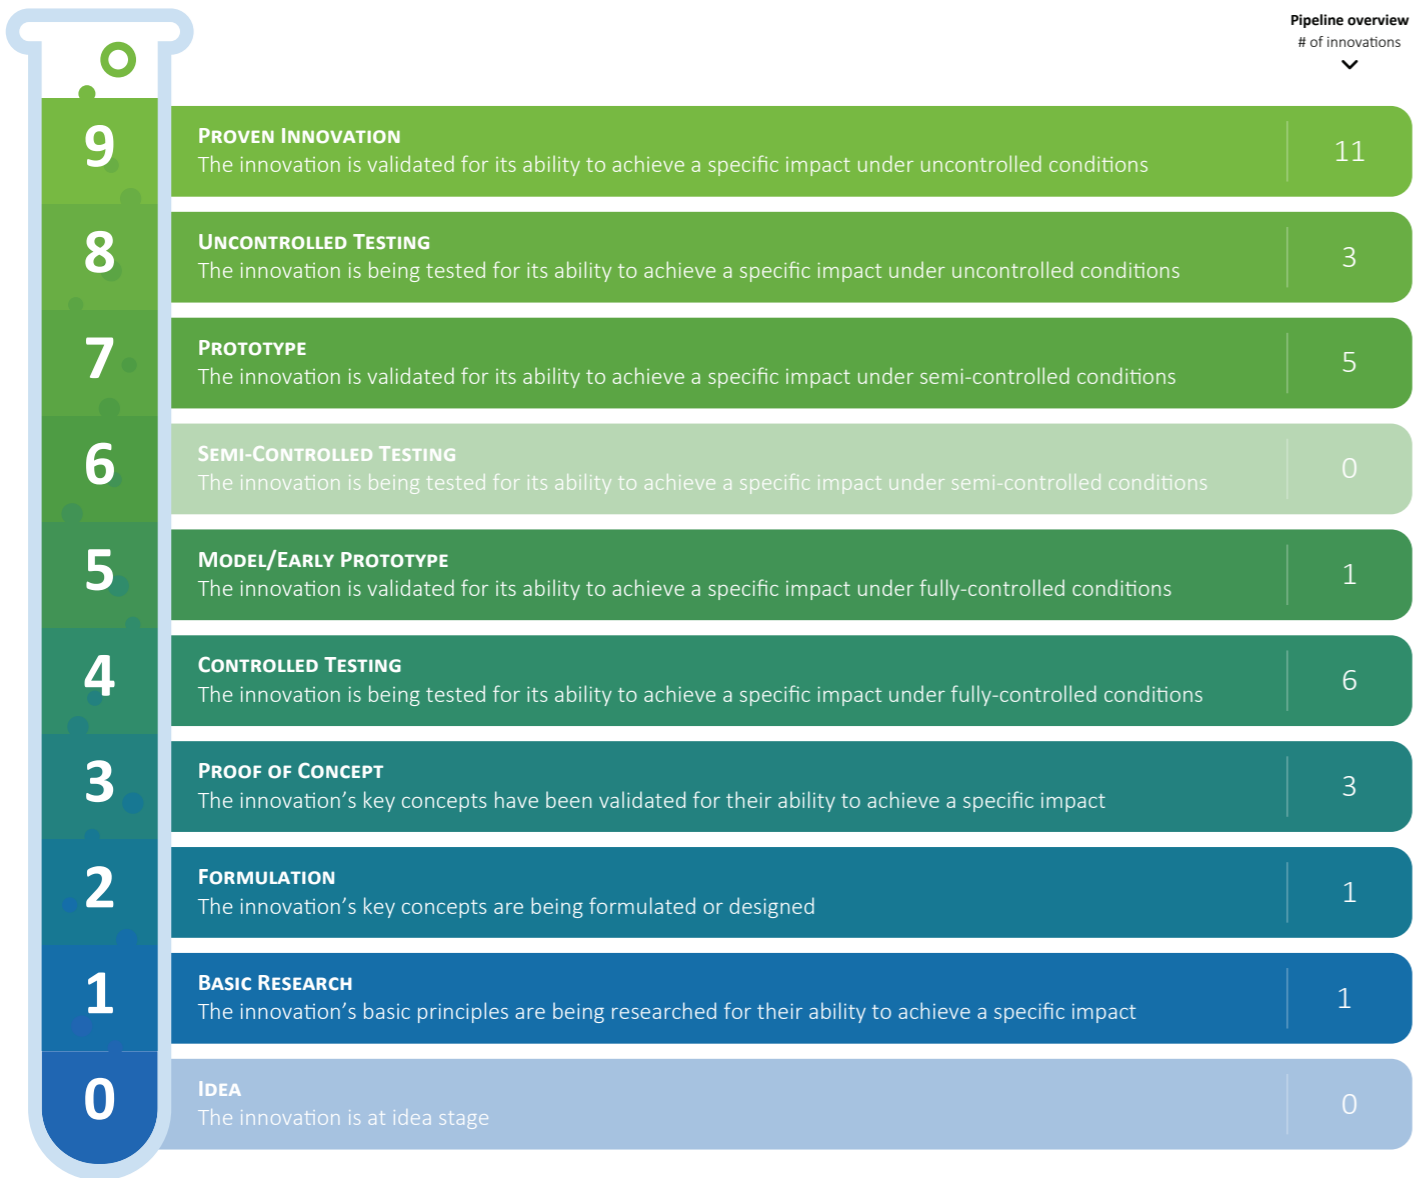 Pipeline overview
# of innovations
9
PROVEN INNOVATION
The innovation is validated for its ability to achieve a specific impact under uncontrolled conditions
11
8
UNCONTROLLED TESTING
The innovation is being tested for its ability to achieve a specific impact under uncontrolled conditions
3
7
PROTOTYPE
The innovation is validated for its ability to achieve a specific impact under semi-controlled conditions
5
6
SEMI-CONTROLLED TESTING
The innovation is being tested for its ability to achieve a specific impact under semi-controlled conditions
0
5
MODEL/EARLY PROTOTYPE
The innovation is validated for its ability to achieve a specific impact under fully-controlled conditions
1
4
CONTROLLED TESTING
The innovation is being tested for its ability to achieve a specific impact under fully-controlled conditions
6
3
PROOF OF CONCEPT
The innovation’s key concepts have been validated for their ability to achieve a specific impact
3
2
FORMULATION
The innovation’s key concepts are being formulated or designed
1
1
BASIC RESEARCH
The innovation’s basic principles are being researched for their ability to achieve a specific impact
1
0
IDEA
The innovation is at idea stage
0